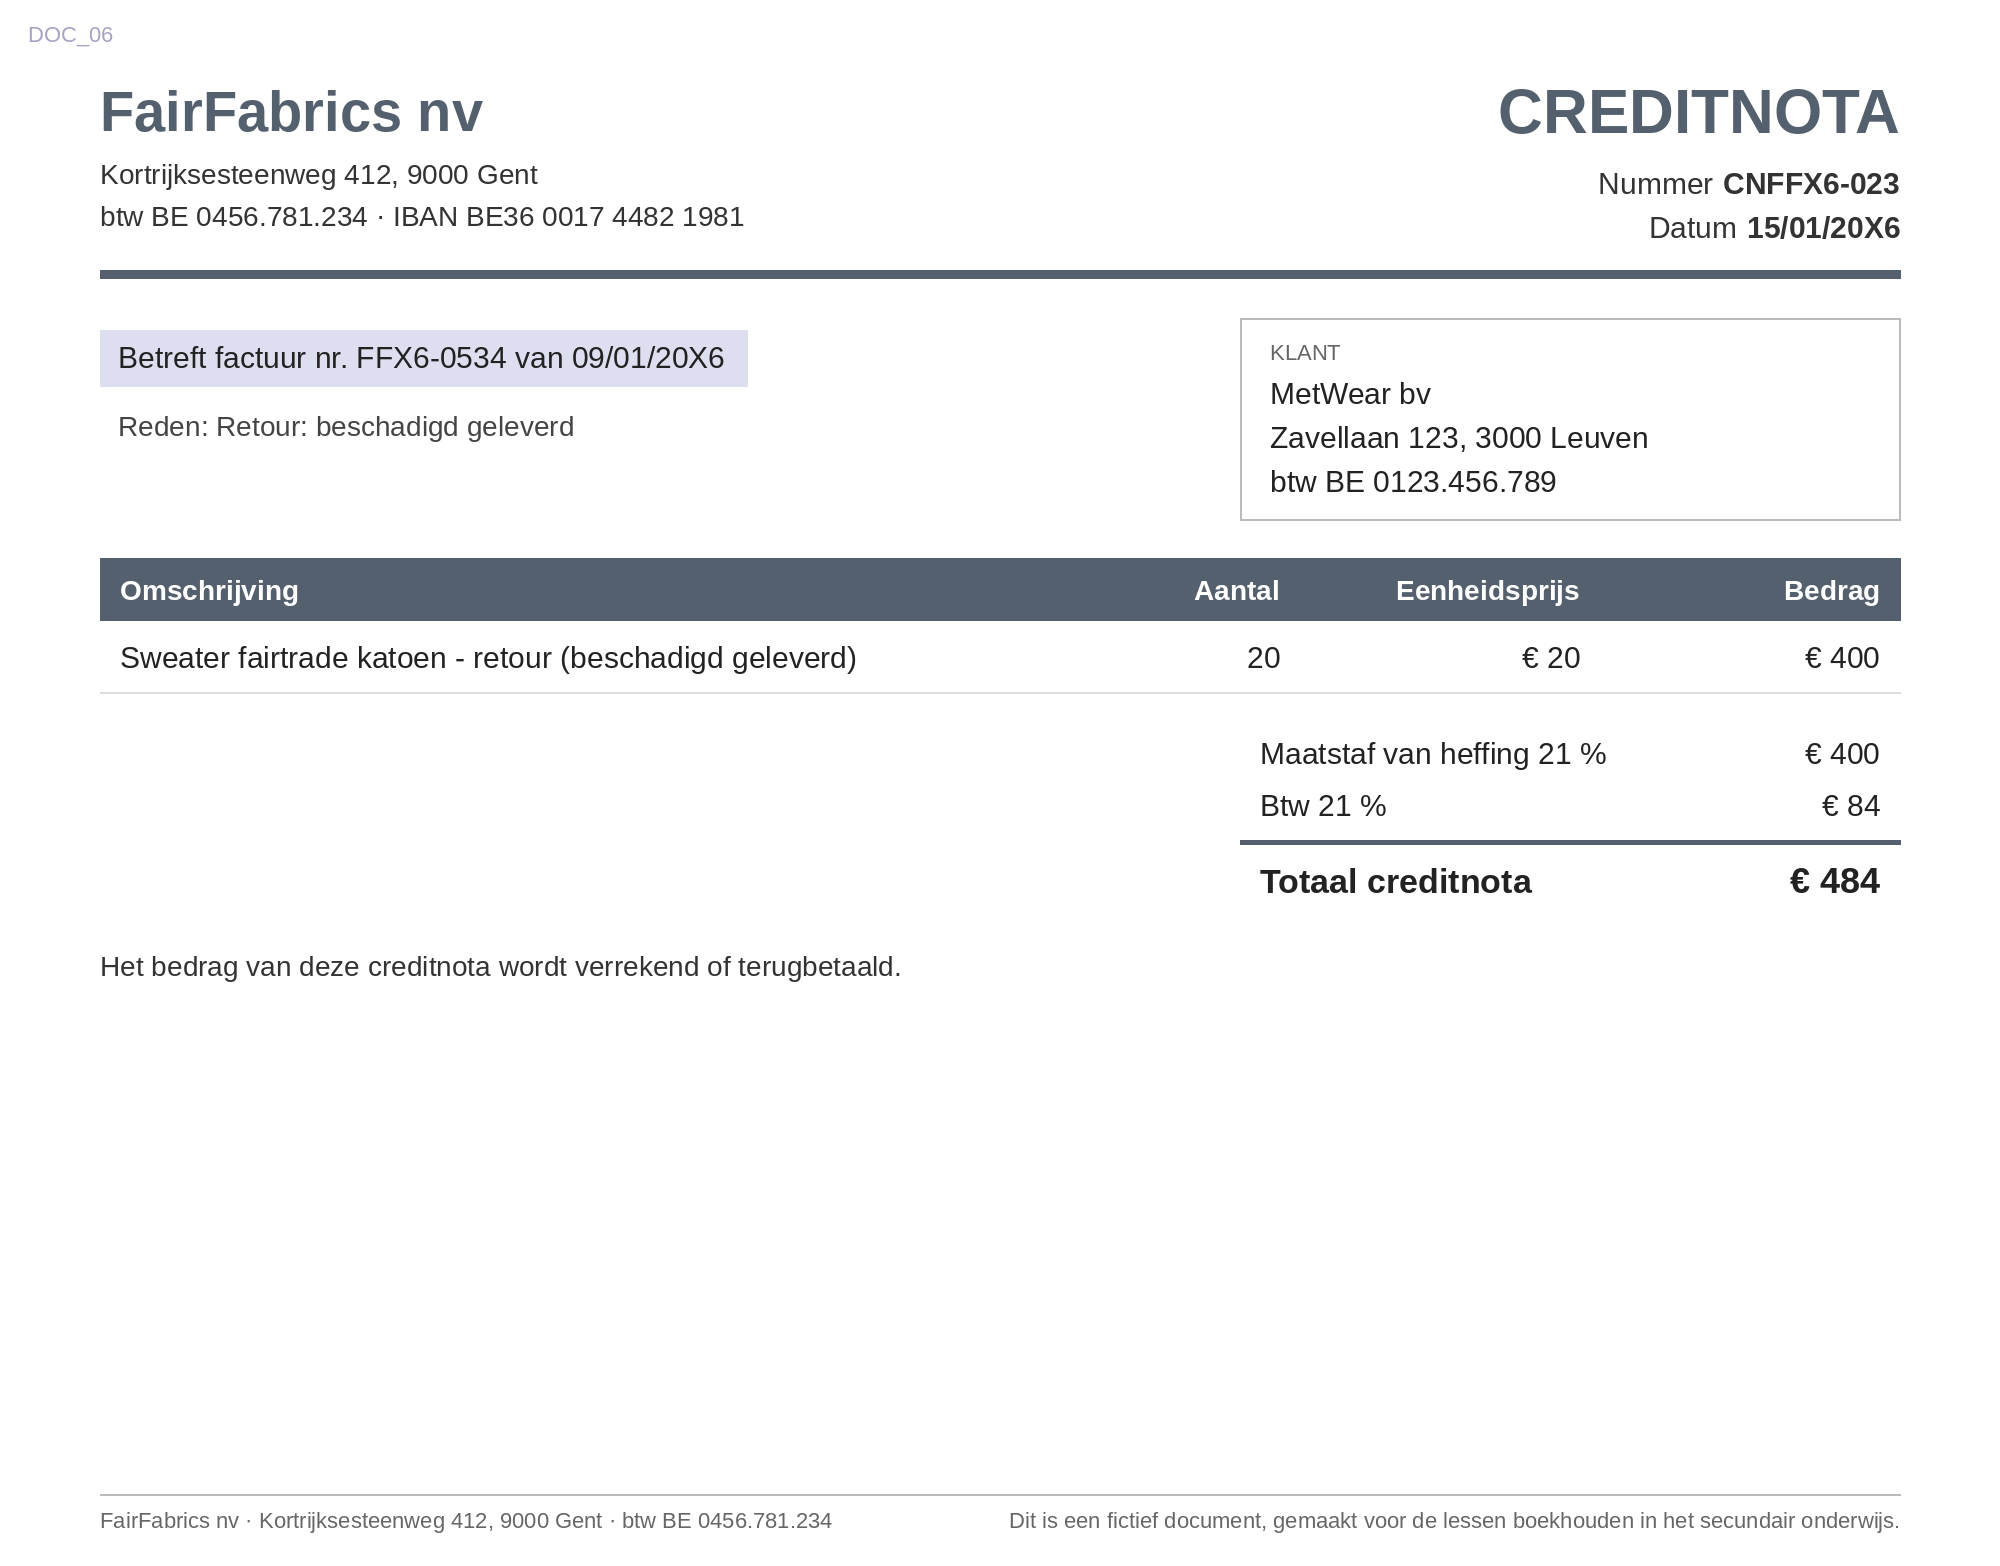 DOC_06
FairFabrics nv
Kortrijksesteenweg 412, 9000 Gent
btw BE 0456.781.234 · IBAN BE36 0017 4482 1981
CREDITNOTA
Nummer CNFFX6-023
Datum 15/01/20X6
Betreft factuur nr. FFX6-0534 van 09/01/20X6
Reden: Retour: beschadigd geleverd
KLANT
MetWear bv
Zavellaan 123, 3000 Leuven
btw BE 0123.456.789
Omschrijving Aantal Eenheidsprijs Bedrag
Sweater fairtrade katoen - retour (beschadigd geleverd) 20 € 20 € 400
Maatstaf van heffing 21 % € 400
Btw 21 % € 84
Totaal creditnota € 484
Het bedrag van deze creditnota wordt verrekend of terugbetaald.
FairFabrics nv · Kortrijksesteenweg 412, 9000 Gent · btw BE 0456.781.234
Dit is een fictief document, gemaakt voor de lessen boekhouden in het secundair onderwijs.